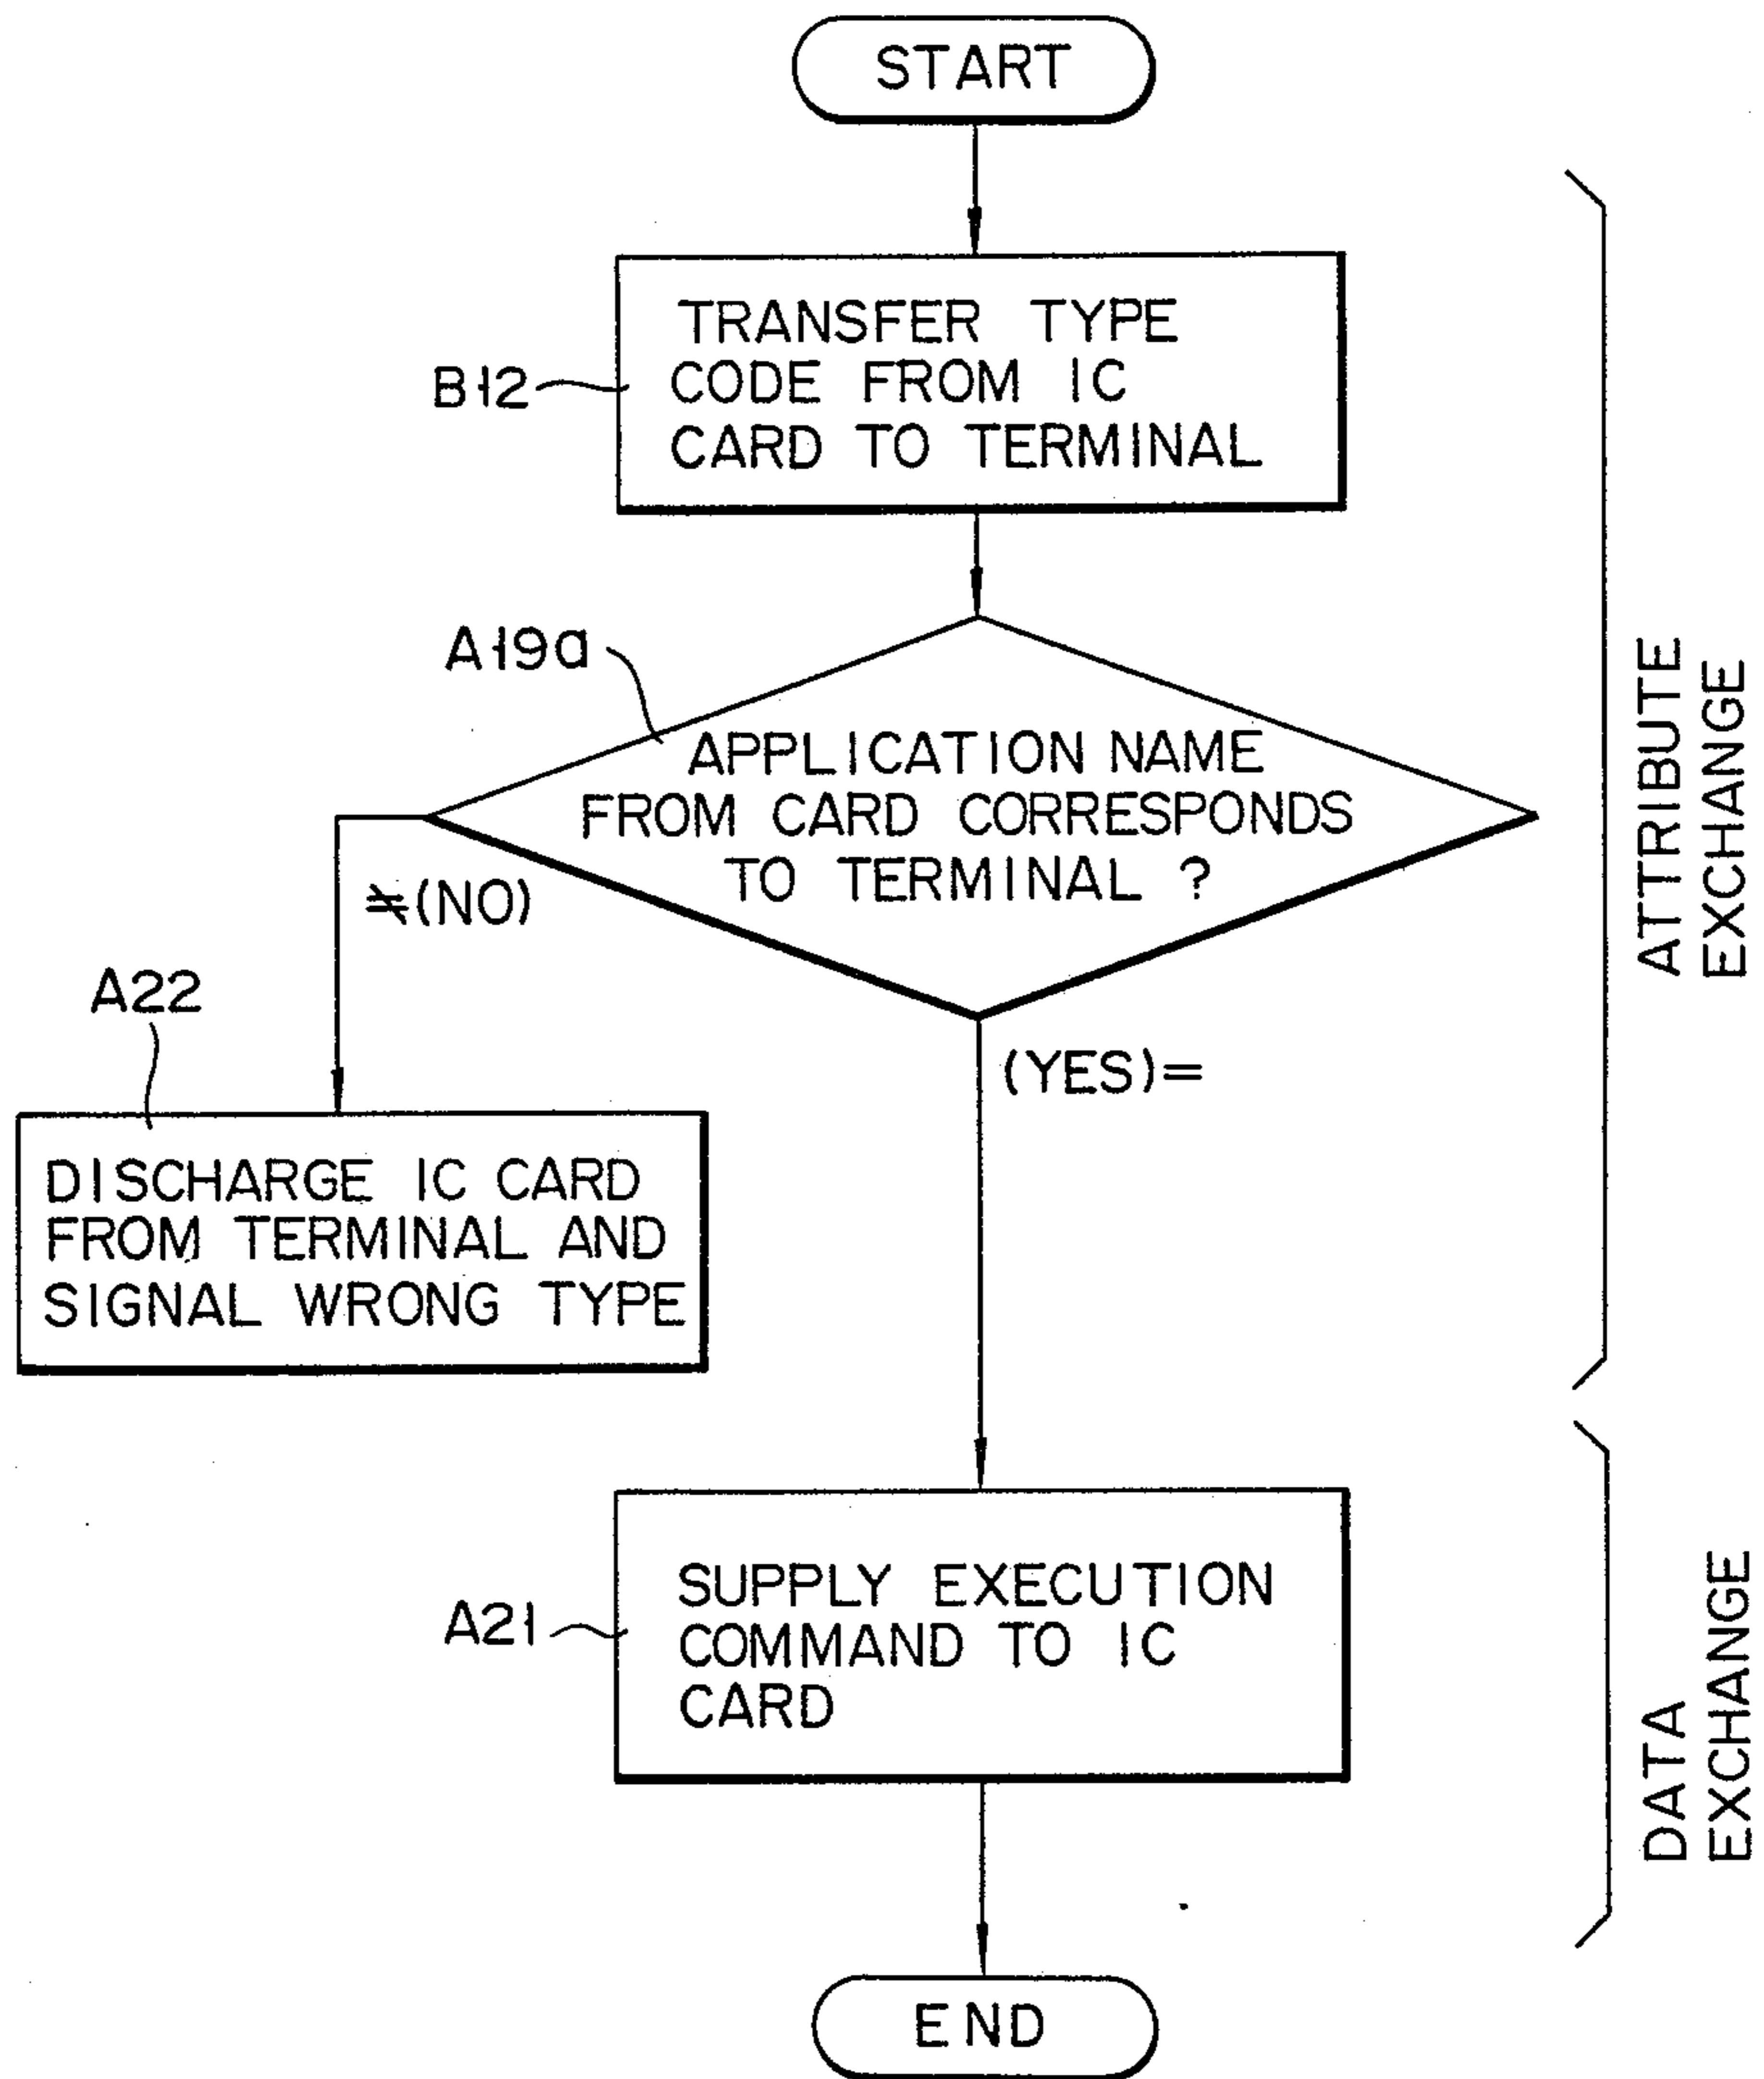 START
TRANSFER TYPE
CODE FROM IC
CARD TO TERMINAL
B12
A19a
APPLICATION NAME
FROM CARD CORRESPONDS
TO TERMINAL ?
≠(NO)
(YES)=
A22
DISCHARGE IC CARD
FROM TERMINAL AND
SIGNAL WRONG TYPE
ATTRIBUTE
EXCHANGE
A21
SUPPLY EXECUTION
COMMAND TO IC
CARD
DATA
EXCHANGE
END